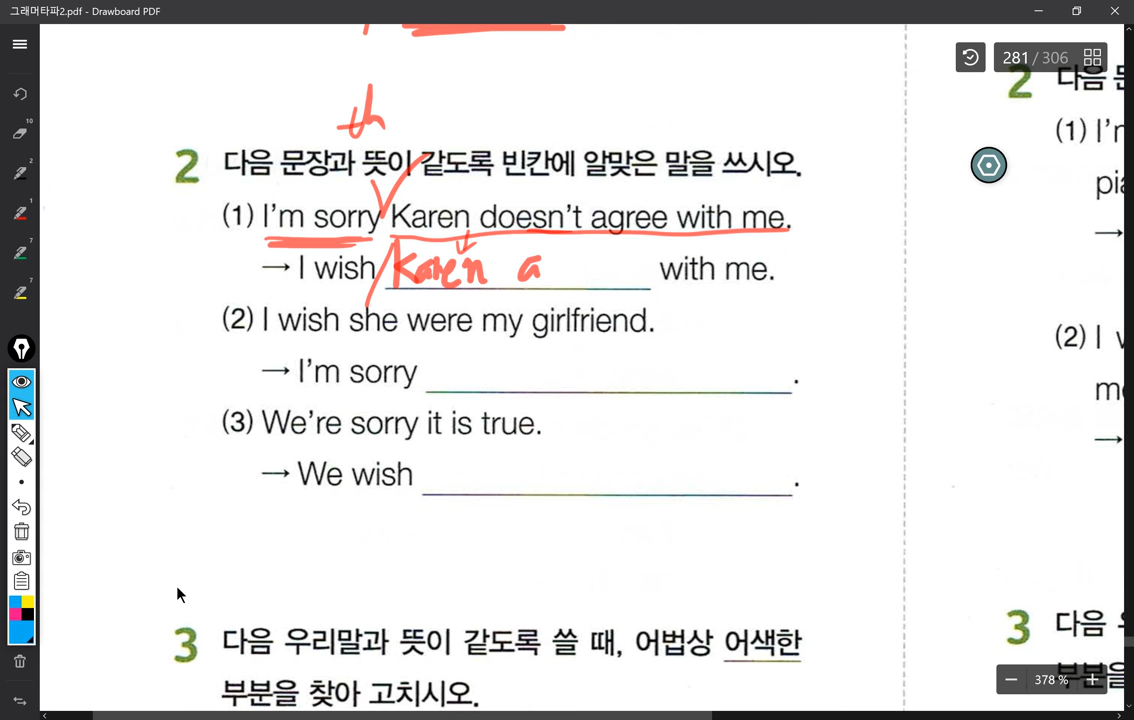 그래머타파2.pdf - Drawboard PDF
281 / 306
th
2 다음 문장과 뜻이 같도록 빈칸에 알맞은 말을 쓰시오.
(1) I'm sorry Karen doesn't agree with me.
→ I wish Karen a with me.
(2) I wish she were my girlfriend.
→ I'm sorry .
(3) We're sorry it is true.
→ We wish .
3 다음 우리말과 뜻이 같도록 쓸 때, 어법상 어색한
부분을 찾아 고치시오.
2 다음
(1) I'm
→
(2) I
→
3 다음
부분을
378 %
10
2
1
7
7